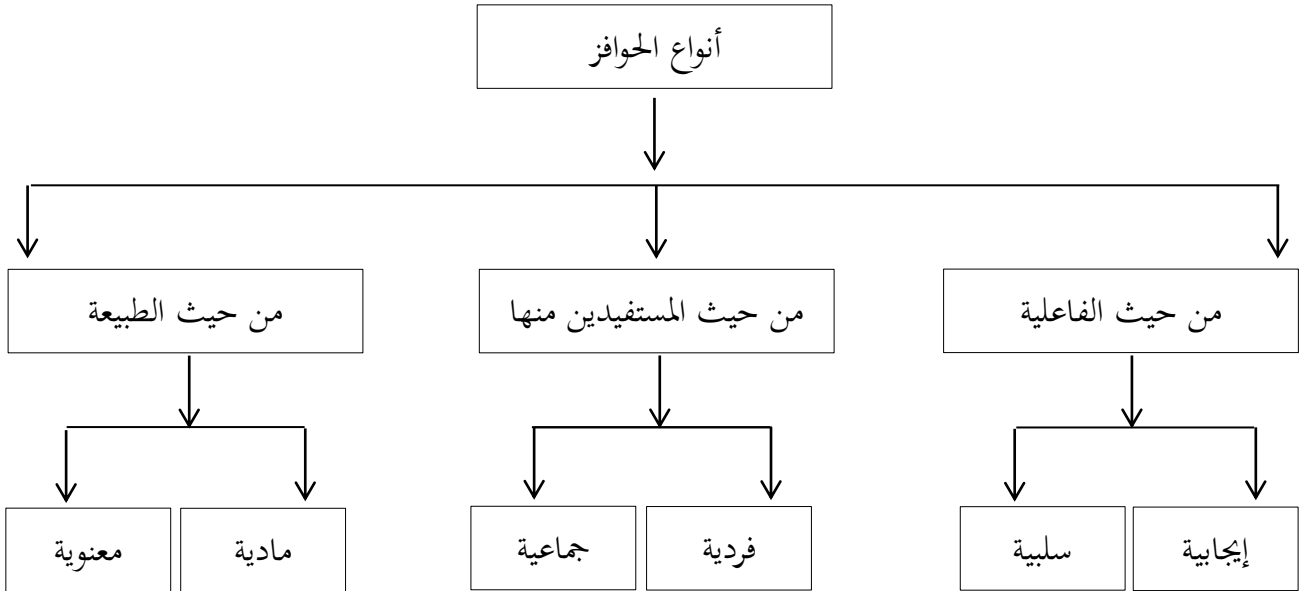 أنواع الحوافز
من حيث الفاعلية
من حيث المستفيدين منها
من حيث الطبيعة
إيجابية
سلبية
فردية
جماعية
مادية
معنوية